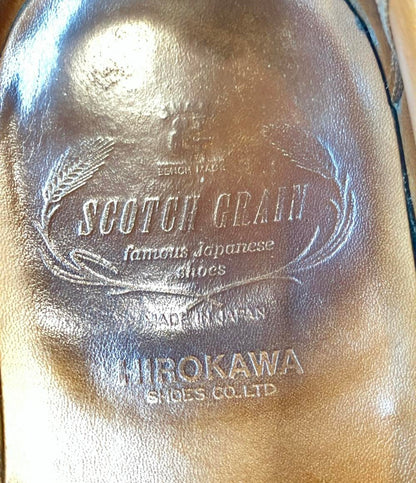 BENCH MADE
SCOTCH GRAIN
famous Japanese
shoes
MADE IN JAPAN
HIROKAWA
SHOES CO.LTD